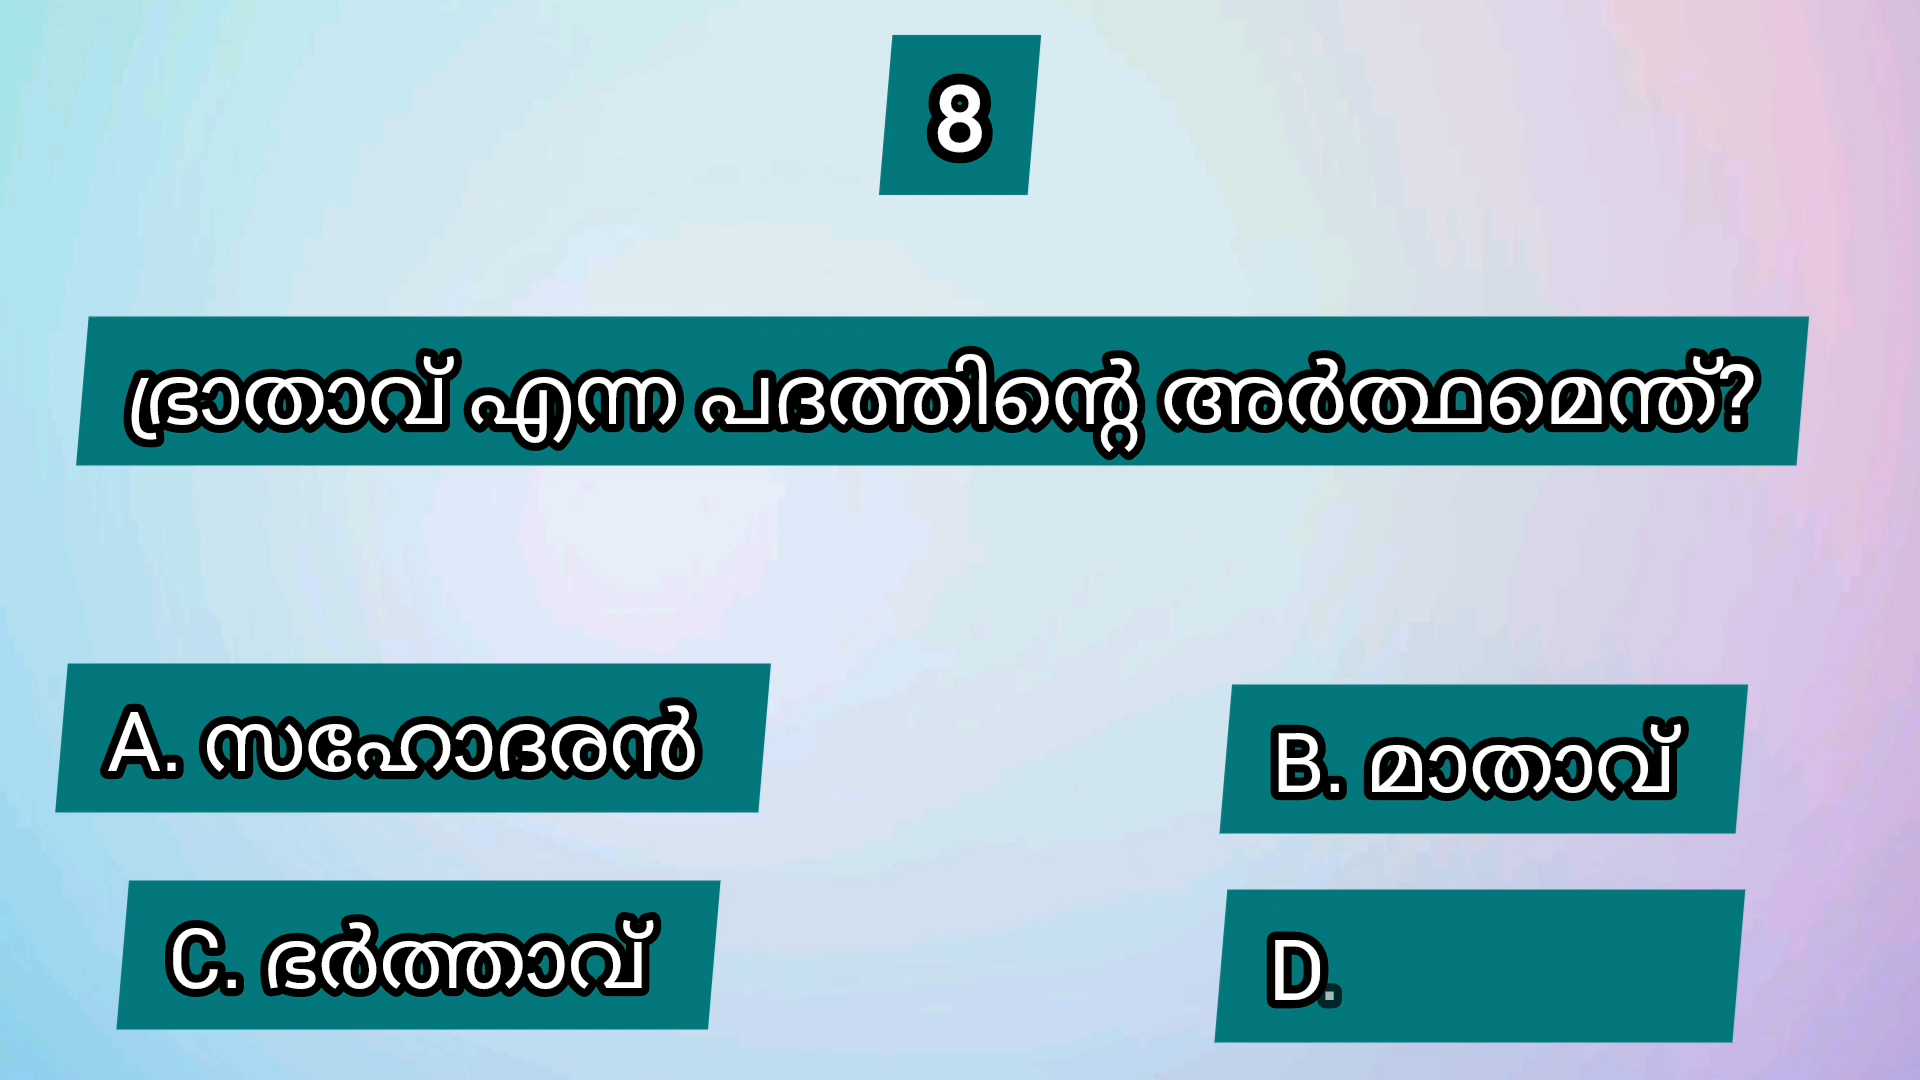 8
ഭ്രാതാവ് എന്ന പദത്തിന്റെ അർത്ഥമെന്ത്?
A. സഹോദരൻ
B. മാതാവ്
C. ഭർത്താവ്
D.